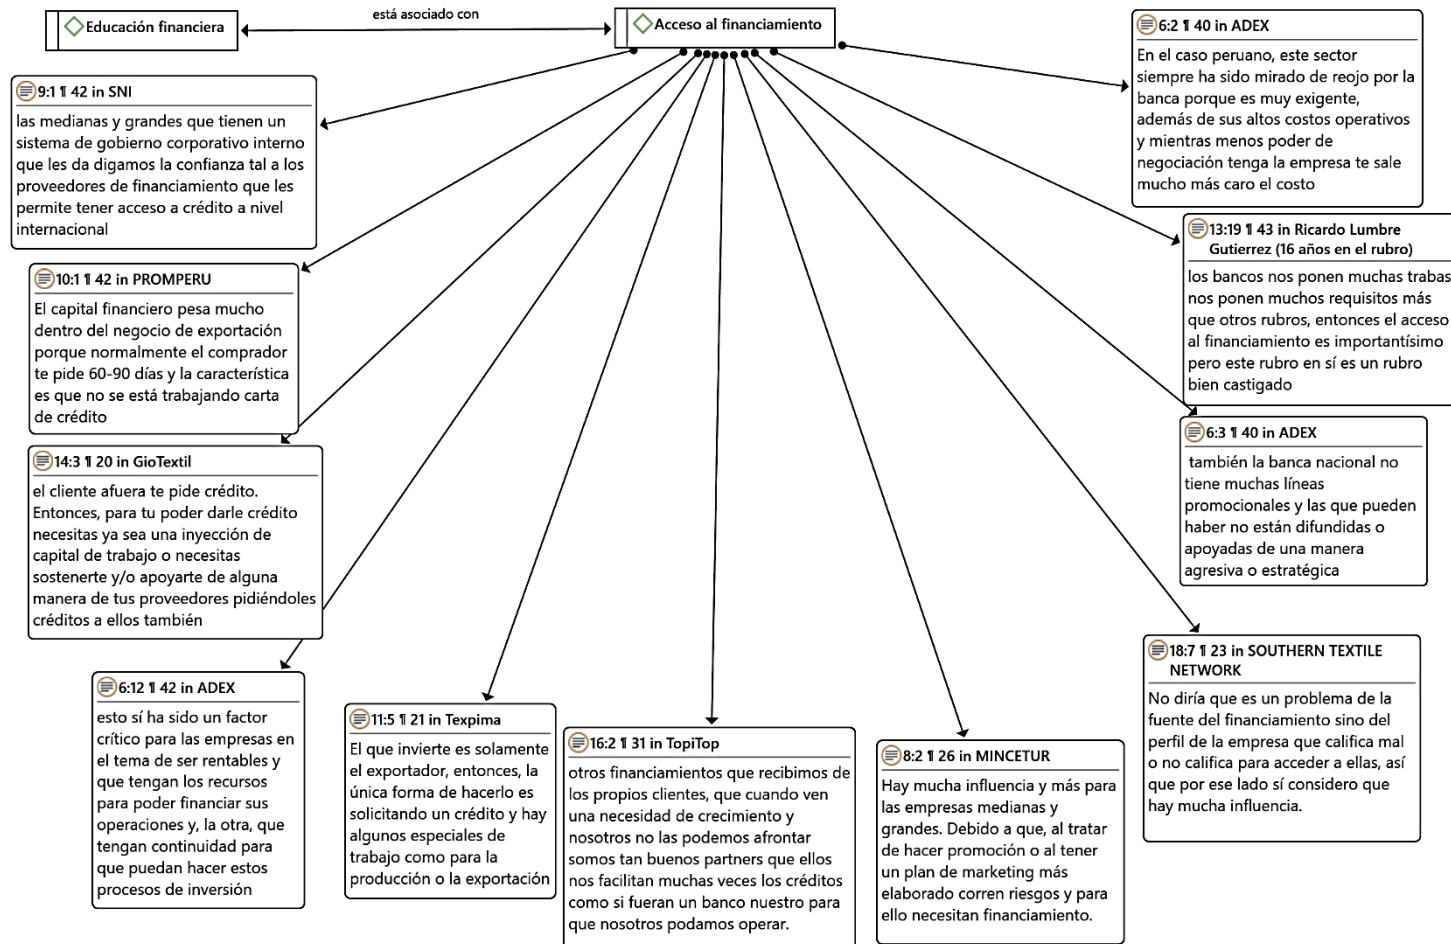 Educación financiera
está asociado con
Acceso al financiamiento
9:1 ¶ 42 in SNI
las medianas y grandes que tienen un
sistema de gobierno corporativo interno
que les da digamos la confianza tal a los
proveedores de financiamiento que les
permite tener acceso a crédito a nivel
internacional
10:1 ¶ 42 in PROMPERU
El capital financiero pesa mucho
dentro del negocio de exportación
porque normalmente el comprador
te pide 60-90 días y la característica
es que no se está trabajando carta
de crédito
14:3 ¶ 20 in GioTextil
el cliente afuera te pide crédito.
Entonces, para tu poder darle crédito
necesitas ya sea una inyección de
capital de trabajo o necesitas
sostenerte y/o apoyarte de alguna
manera de tus proveedores pidiéndoles
créditos a ellos también
6:12 ¶ 42 in ADEX
esto sí ha sido un factor
crítico para las empresas en
el tema de ser rentables y
que tengan los recursos
para poder financiar sus
operaciones y, la otra, que
tengan continuidad para
que puedan hacer estos
procesos de inversión
11:5 ¶ 21 in Texpima
El que invierte es solamente
el exportador, entonces, la
única forma de hacerlo es
solicitando un crédito y hay
algunos especiales de
trabajo como para la
producción o la exportación
16:2 ¶ 31 in TopiTop
otros financiamientos que recibimos de
los propios clientes, que cuando ven
una necesidad de crecimiento y
nosotros no las podemos afrontar
somos tan buenos partners que ellos
nos facilitan muchas veces los créditos
como si fueran un banco nuestro para
que nosotros podamos operar.
8:2 ¶ 26 in MINCETUR
Hay mucha influencia y más para
las empresas medianas y
grandes. Debido a que, al tratar
de hacer promoción o al tener
un plan de marketing más
elaborado corren riesgos y para
ello necesitan financiamiento.
18:7 ¶ 23 in SOUTHERN TEXTILE
NETWORK
No diría que es un problema de la
fuente del financiamiento sino del
perfil de la empresa que califica mal
o no califica para acceder a ellas, así
que por ese lado sí considero que
hay mucha influencia.
6:3 ¶ 40 in ADEX
también la banca nacional no
tiene muchas líneas
promocionales y las que pueden
haber no están difundidas o
apoyadas de una manera
agresiva o estratégica
13:19 ¶ 43 in Ricardo Lumbre
Gutierrez (16 años en el rubro)
los bancos nos ponen muchas trabas
nos ponen muchos requisitos más
que otros rubros, entonces el acceso
al financiamiento es importantísimo
pero este rubro en sí es un rubro
bien castigado
6:2 ¶ 40 in ADEX
En el caso peruano, este sector
siempre ha sido mirado de reojo por la
banca porque es muy exigente,
además de sus altos costos operativos
y mientras menos poder de
negociación tenga la empresa te sale
mucho más caro el costo